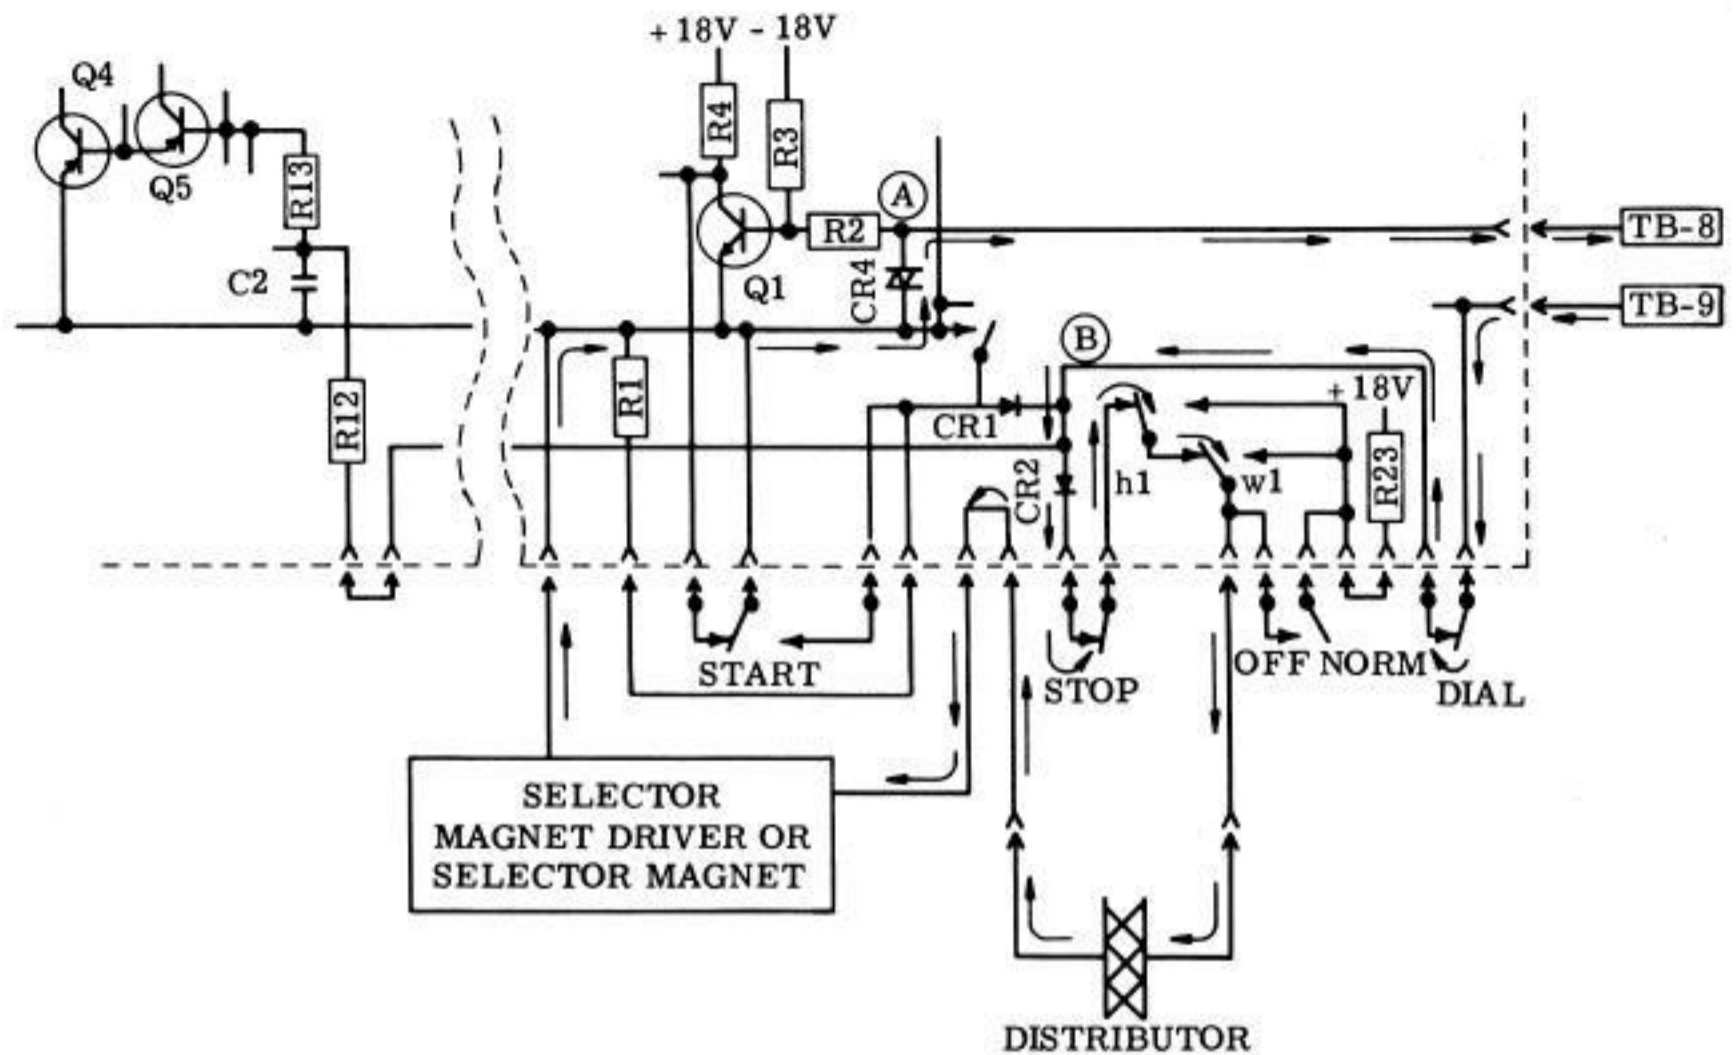 +18V -18V
Q4
Q5
R13
C2
R12
R4
R3
R2
A
Q1
CR4
TB-8
TB-9
B
R1
CR1
+18V
CR2
h1
w1
R23
START
STOP
OFF NORM
DIAL
SELECTOR
MAGNET DRIVER OR
SELECTOR MAGNET
DISTRIBUTOR